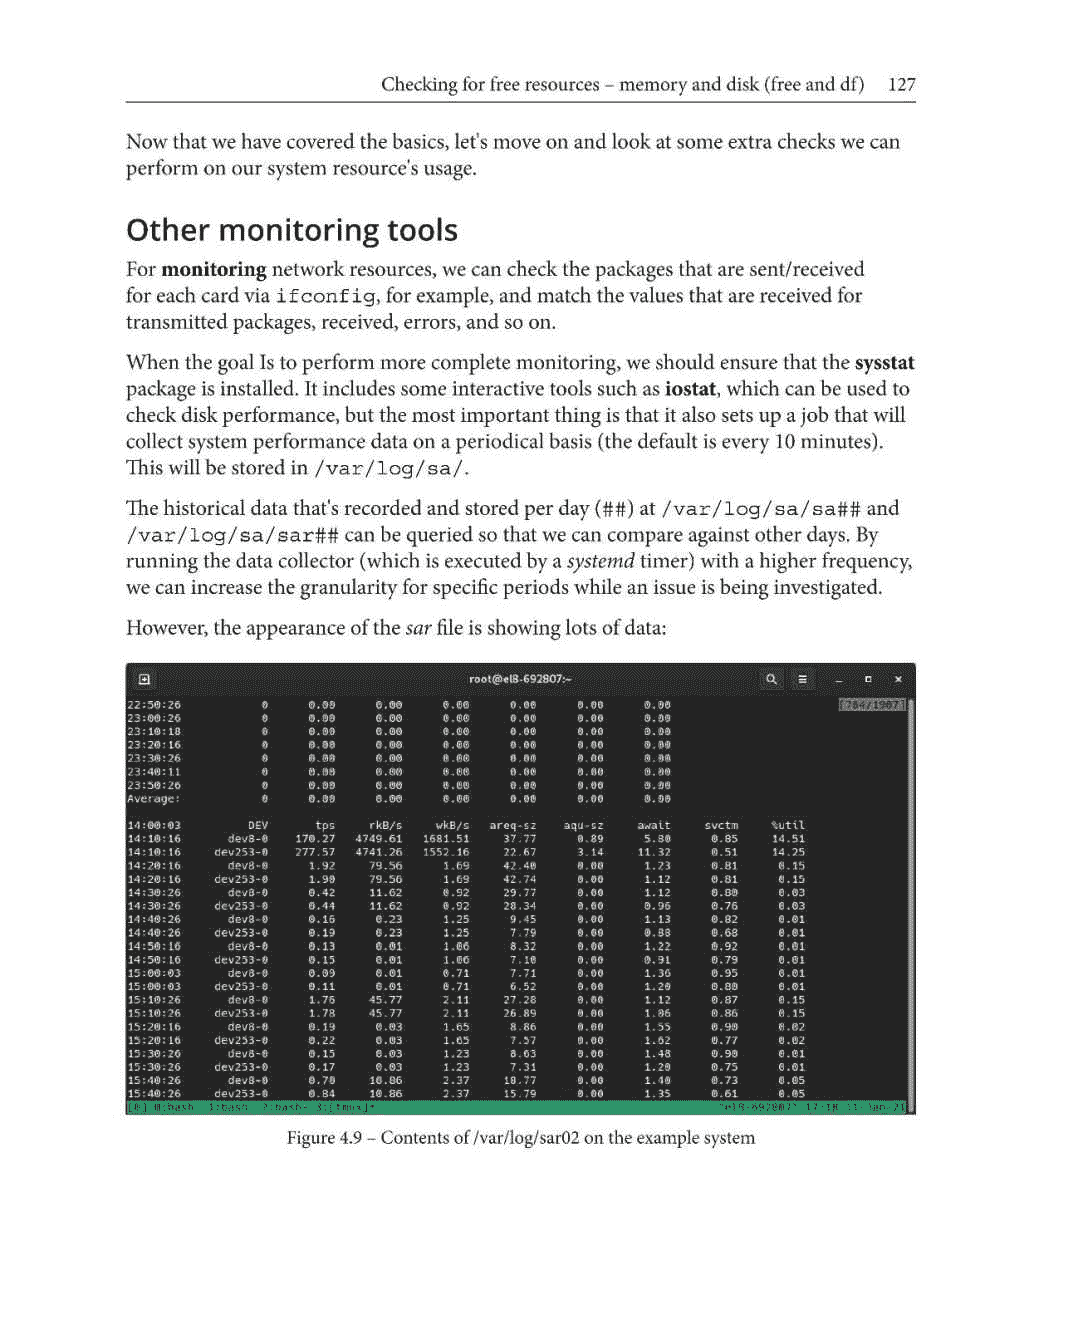 Checking for free resources – memory and disk (free and df) 127
Now that we have covered the basics, let's move on and look at some extra checks we can
perform on our system resource's usage.
Other monitoring tools
For monitoring network resources, we can check the packages that are sent/received
for each card via ifconfig, for example, and match the values that are received for
transmitted packages, received, errors, and so on.
When the goal Is to perform more complete monitoring, we should ensure that the sysstat
package is installed. It includes some interactive tools such as iostat, which can be used to
check disk performance, but the most important thing is that it also sets up a job that will
collect system performance data on a periodical basis (the default is every 10 minutes).
This will be stored in /var/log/sa/.
The historical data that's recorded and stored per day (##) at /var/log/sa/sa## and
/var/log/sa/sar## can be queried so that we can compare against other days. By
running the data collector (which is executed by a systemd timer) with a higher frequency,
we can increase the granularity for specific periods while an issue is being investigated.
However, the appearance of the sar file is showing lots of data:
root@el8-692807:~
22:50:26 0 0.00 0.00 0.00 0.00 0.00 0.00 [784/1907]
23:00:26 0 0.00 0.00 0.00 0.00 0.00 0.00
23:10:18 0 0.00 0.00 0.00 0.00 0.00 0.00
23:20:16 0 0.00 0.00 0.00 0.00 0.00 0.00
23:30:26 0 0.00 0.00 0.00 0.00 0.00 0.00
23:40:11 0 0.00 0.00 0.00 0.00 0.00 0.00
23:50:26 0 0.00 0.00 0.00 0.00 0.00 0.00
Average: 0 0.00 0.00 0.00 0.00 0.00 0.00
14:00:03 DEV tps rkB/s wkB/s areq-sz aqu-sz await svctm %util
14:10:16 dev8-0 170.27 4749.61 1681.51 37.77 0.89 5.80 0.85 14.51
14:10:16 dev253-0 277.57 4741.26 1552.16 22.67 3.14 11.32 0.51 14.25
14:20:16 dev8-0 1.92 79.56 1.69 42.40 0.00 1.23 0.81 0.15
14:20:16 dev253-0 1.90 79.56 1.69 42.74 0.00 1.12 0.81 0.15
14:30:26 dev8-0 0.42 11.62 0.92 29.77 0.00 1.12 0.80 0.03
14:30:26 dev253-0 0.44 11.62 0.92 28.34 0.00 0.96 0.76 0.03
14:40:26 dev8-0 0.16 0.23 1.25 9.45 0.00 1.13 0.82 0.01
14:40:26 dev253-0 0.19 0.23 1.25 7.79 0.00 0.88 0.68 0.01
14:50:16 dev8-0 0.13 0.01 1.06 8.32 0.00 1.22 0.92 0.01
14:50:16 dev253-0 0.15 0.01 1.06 7.10 0.00 0.91 0.79 0.01
15:00:03 dev8-0 0.09 0.01 0.71 7.71 0.00 1.36 0.95 0.01
15:00:03 dev253-0 0.11 0.01 0.71 6.52 0.00 1.20 0.80 0.01
15:10:26 dev8-0 1.76 45.77 2.11 27.28 0.00 1.12 0.87 0.15
15:10:26 dev253-0 1.78 45.77 2.11 26.89 0.00 1.06 0.86 0.15
15:20:16 dev8-0 0.19 0.03 1.65 8.86 0.00 1.55 0.90 0.02
15:20:16 dev253-0 0.22 0.03 1.65 7.57 0.00 1.62 0.77 0.02
15:30:26 dev8-0 0.15 0.03 1.23 8.63 0.00 1.48 0.90 0.01
15:30:26 dev253-0 0.17 0.03 1.23 7.31 0.00 1.20 0.75 0.01
15:40:26 dev8-0 0.70 10.86 2.37 18.77 0.00 1.40 0.73 0.05
15:40:26 dev253-0 0.84 10.86 2.37 15.79 0.00 1.35 0.61 0.05
[0] 0:bash 1:bash 2:bash- 3:[tmux]* "el8-692807" 17:18 11-Jan-21
Figure 4.9 – Contents of /var/log/sar02 on the example system